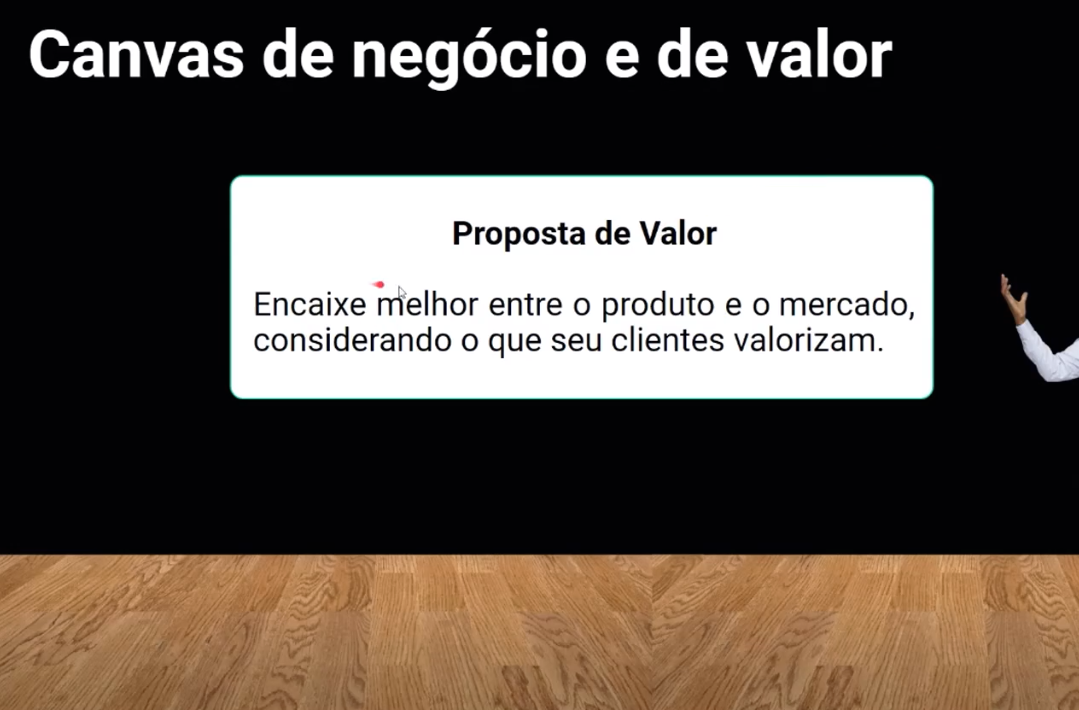 Canvas de negócio e de valor
Proposta de Valor
Encaixe melhor entre o produto e o mercado,
considerando o que seu clientes valorizam.